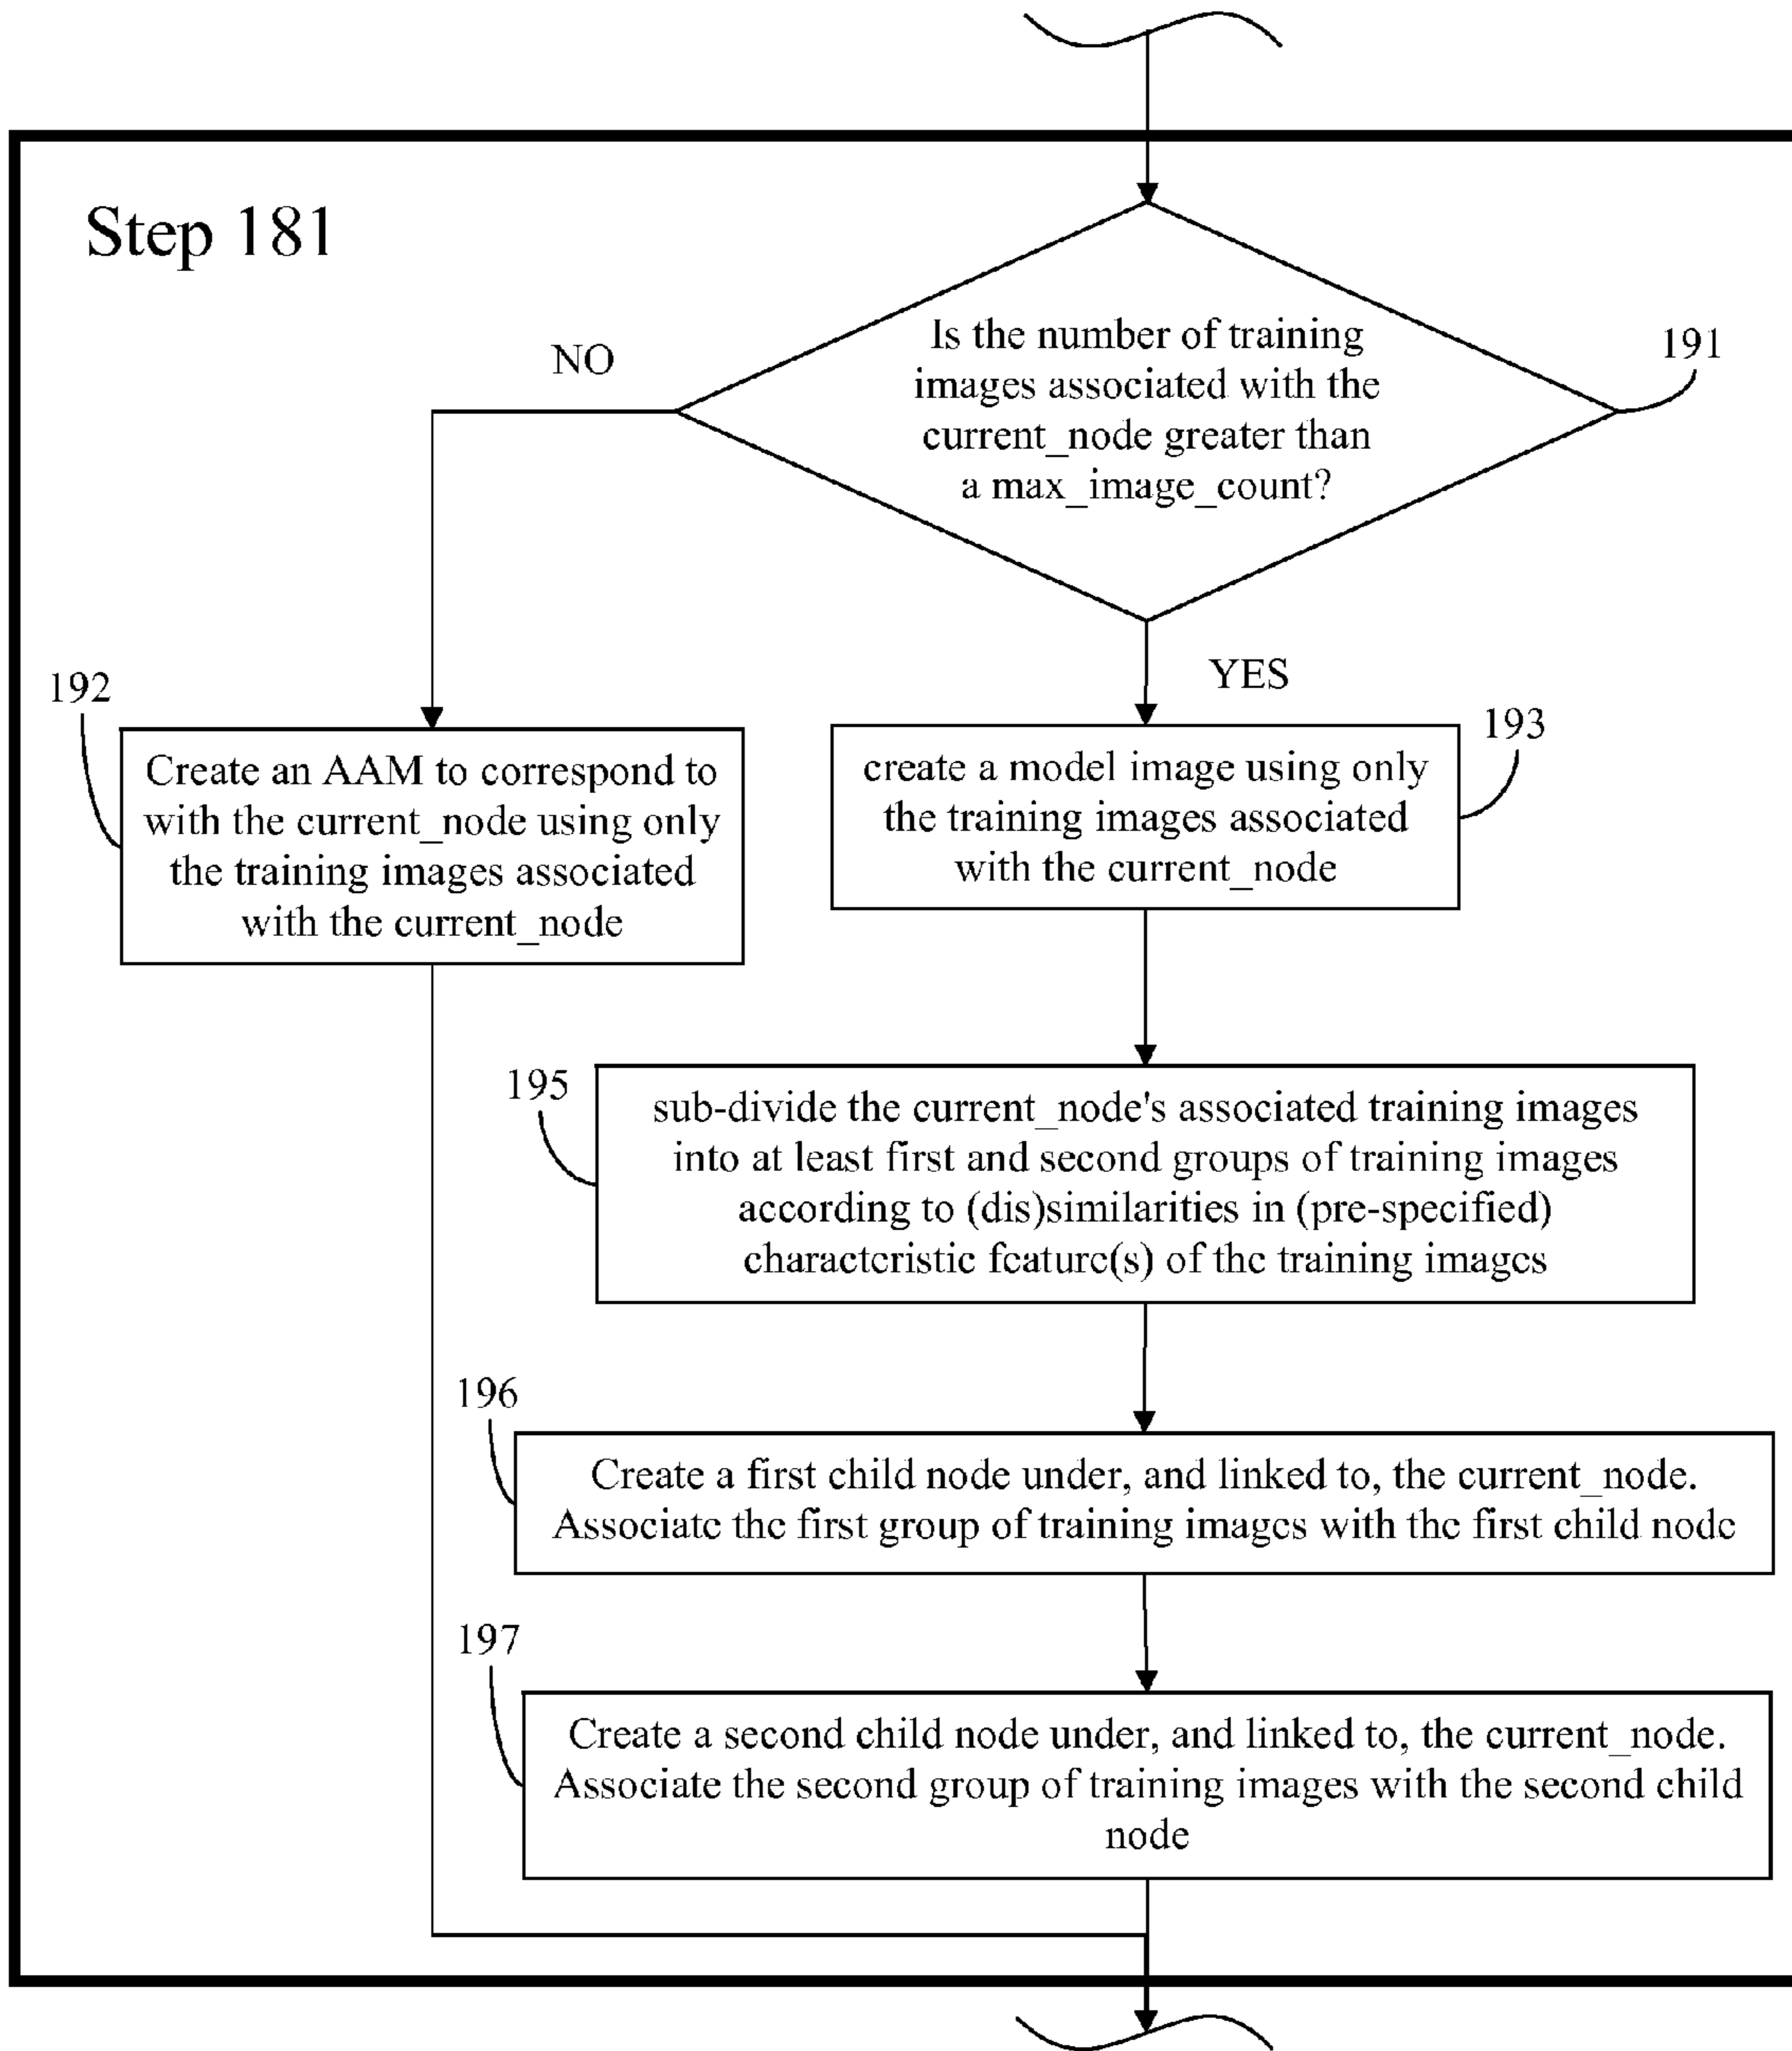 Step 181
Is the number of training
images associated with the
current_node greater than
a max_image_count?
191
NO
YES
192
Create an AAM to correspond to
with the current_node using only
the training images associated
with the current_node
193
create a model image using only
the training images associated
with the current_node
195
sub-divide the current_node's associated training images
into at least first and second groups of training images
according to (dis)similarities in (pre-specified)
characteristic feature(s) of the training images
196
Create a first child node under, and linked to, the current_node.
Associate the first group of training images with the first child node
197
Create a second child node under, and linked to, the current_node.
Associate the second group of training images with the second child
node